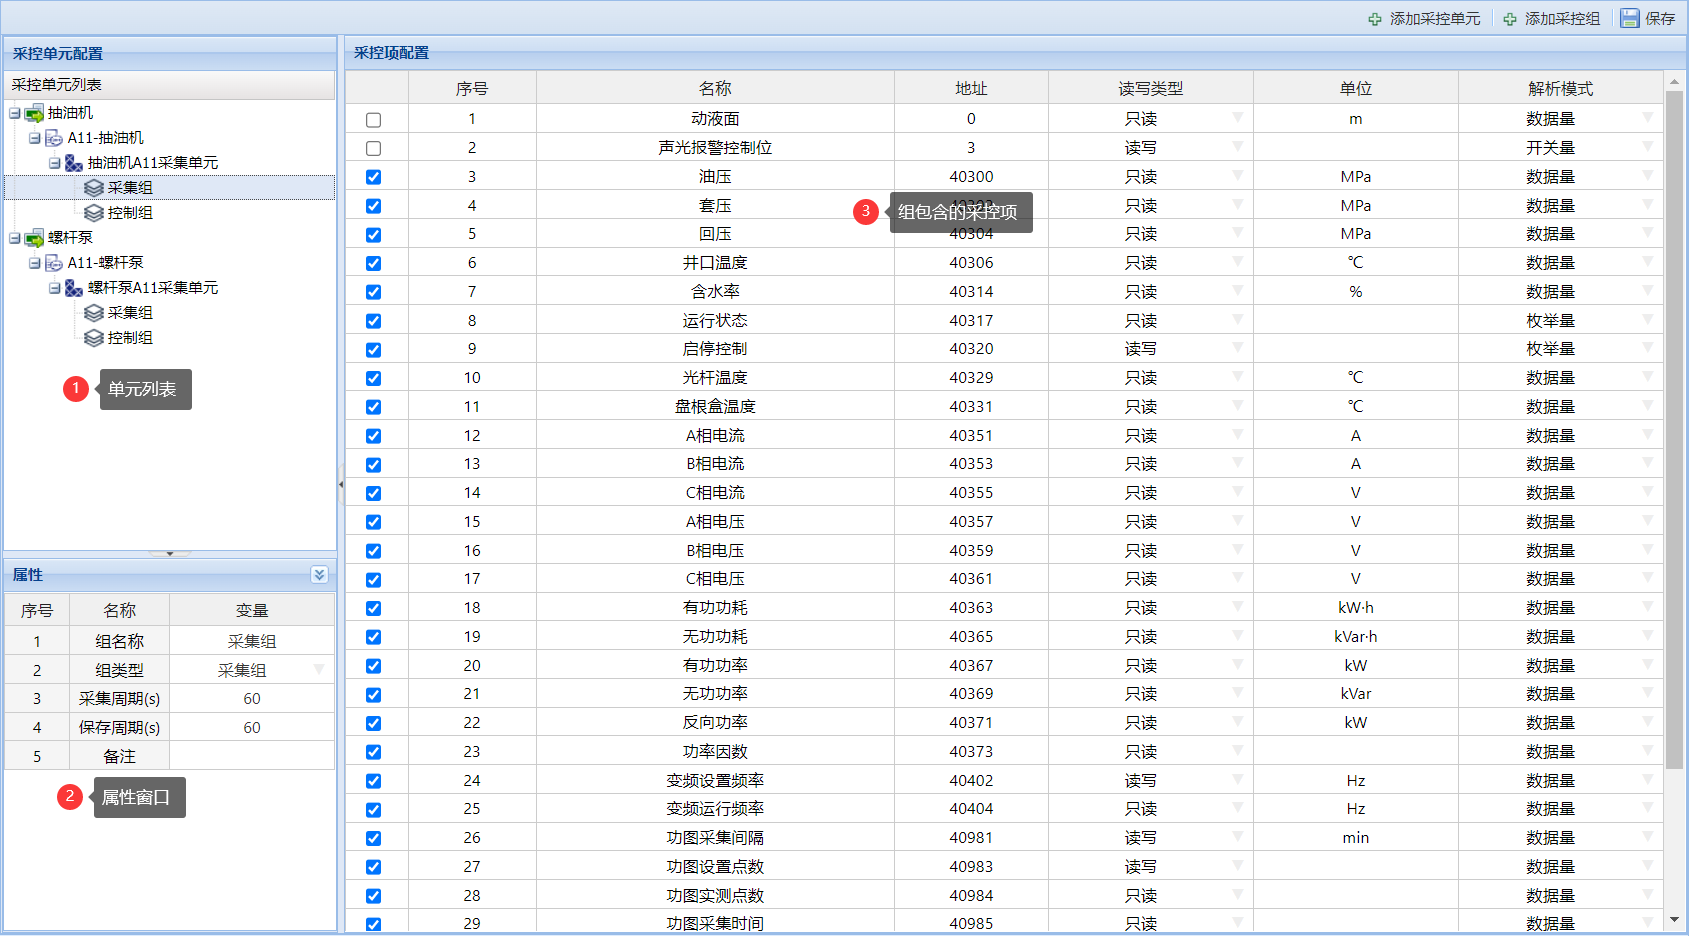 添加采控单元 添加采控组 保存
采控单元配置
采控单元列表
抽油机
A11-抽油机
抽油机A11采集单元
采集组
控制组
螺杆泵
A11-螺杆泵
螺杆泵A11采集单元
采集组
控制组
1 单元列表
属性
序号 名称 变量
1 组名称 采集组
2 组类型 采集组
3 采集周期(s) 60
4 保存周期(s) 60
5 备注
2 属性窗口
采控项配置
序号 名称 地址 读写类型 单位 解析模式
1 动液面 0 只读 m 数据量
2 声光报警控制位 3 读写 开关量
3 油压 40300 只读 MPa 数据量
4 套压 只读 MPa 数据量
3 组包含的采控项
5 回压 40304 只读 MPa 数据量
6 井口温度 40306 只读 ℃ 数据量
7 含水率 40314 只读 % 数据量
8 运行状态 40317 只读 枚举量
9 启停控制 40320 读写 枚举量
10 光杆温度 40329 只读 ℃ 数据量
11 盘根盒温度 40331 只读 ℃ 数据量
12 A相电流 40351 只读 A 数据量
13 B相电流 40353 只读 A 数据量
14 C相电流 40355 只读 V 数据量
15 A相电压 40357 只读 V 数据量
16 B相电压 40359 只读 V 数据量
17 C相电压 40361 只读 V 数据量
18 有功功耗 40363 只读 kW·h 数据量
19 无功功耗 40365 只读 kVar·h 数据量
20 有功功率 40367 只读 kW 数据量
21 无功功率 40369 只读 kVar 数据量
22 反向功率 40371 只读 kW 数据量
23 功率因数 40373 只读 数据量
24 变频设置频率 40402 读写 Hz 数据量
25 变频运行频率 40404 只读 Hz 数据量
26 功图采集间隔 40981 读写 min 数据量
27 功图设置点数 40983 读写 数据量
28 功图实测点数 40984 只读 数据量
29 功图采集时间 40985 只读 数据量